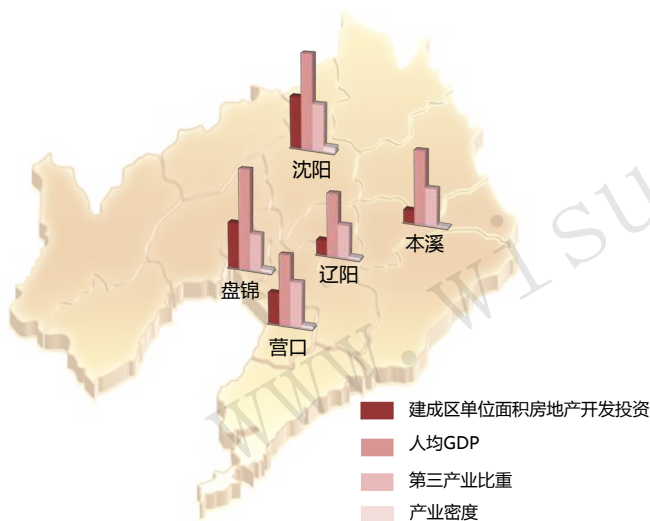 沈阳
本溪
辽阳
盘锦
营口
建成区单位面积房地产开发投资
人均GDP
第三产业比重
产业密度
www.wisu